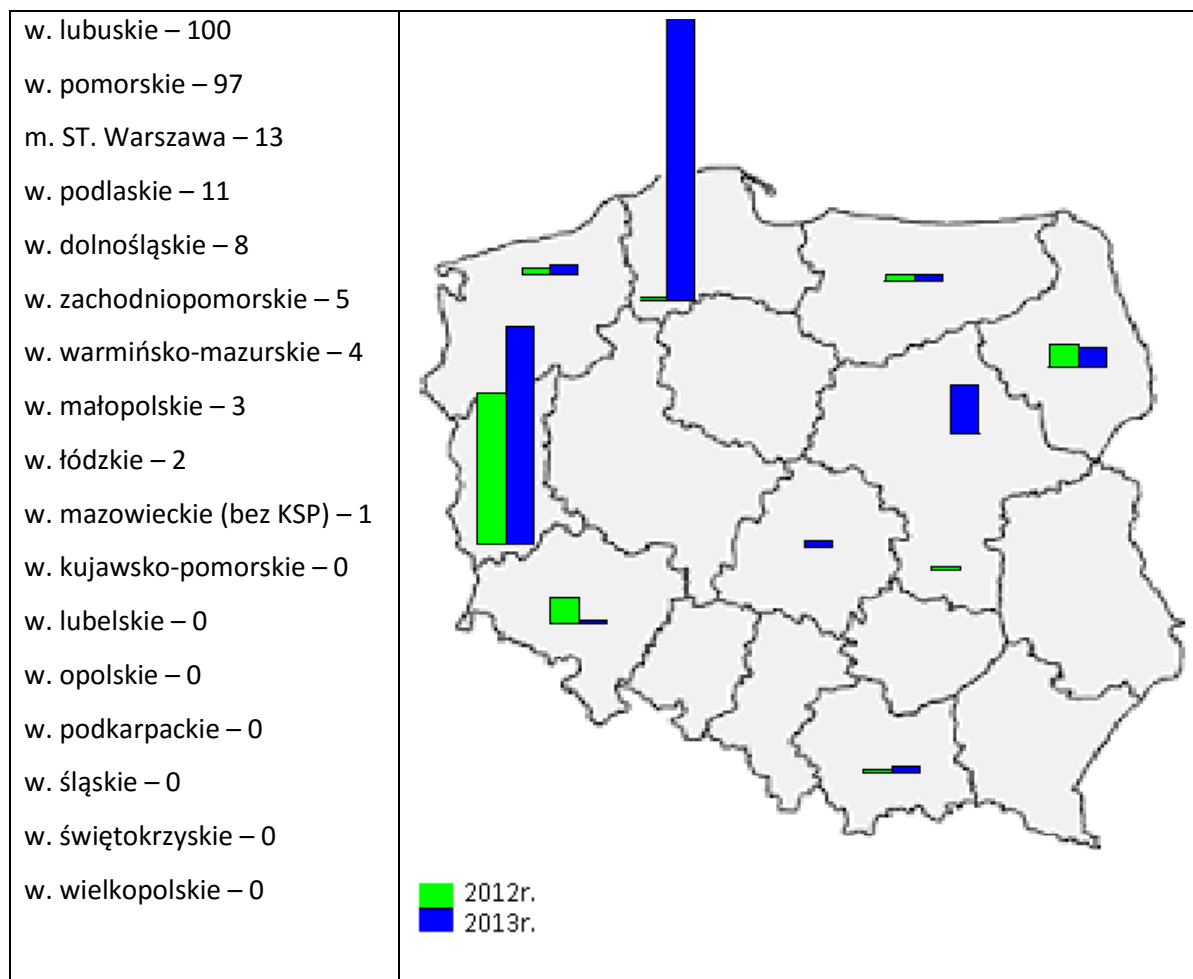 w. lubuskie – 100
w. pomorskie – 97
m. ST. Warszawa – 13
w. podlaskie – 11
w. dolnośląskie – 8
w. zachodniopomorskie – 5
w. warmińsko-mazurskie – 4
w. małopolskie – 3
w. łódzkie – 2
w. mazowieckie (bez KSP) – 1
w. kujawsko-pomorskie – 0
w. lubelskie – 0
w. opolskie – 0
w. podkarpackie – 0
w. śląskie – 0
w. świętokrzyskie – 0
w. wielkopolskie – 0
2012r.
2013r.